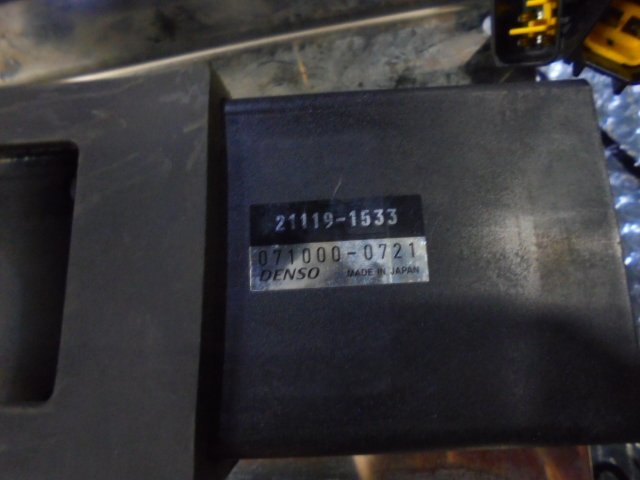 21119-1533
071000-0721
DENSO MADE IN JAPAN